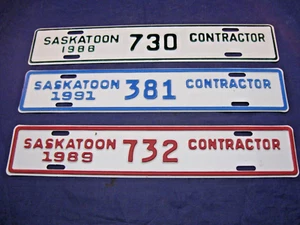 SASKATOON 730 CONTRACTOR
1988
SASKATOON 381 CONTRACTOR
1991
SASKATOON 732 CONTRACTOR
1989